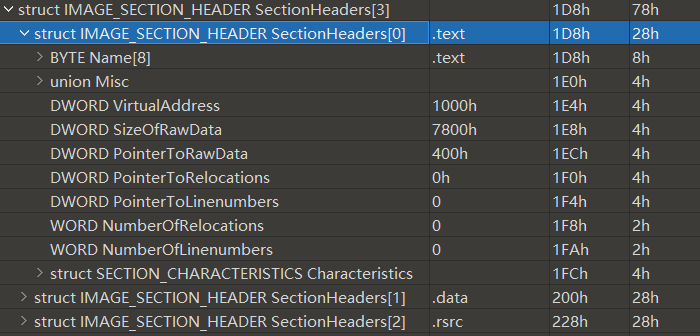 struct IMAGE_SECTION_HEADER SectionHeaders[3] 1D8h 78h
struct IMAGE_SECTION_HEADER SectionHeaders[0] .text 1D8h 28h
BYTE Name[8] .text 1D8h 8h
union Misc 1E0h 4h
DWORD VirtualAddress 1000h 1E4h 4h
DWORD SizeOfRawData 7800h 1E8h 4h
DWORD PointerToRawData 400h 1ECh 4h
DWORD PointerToRelocations 0h 1F0h 4h
DWORD PointerToLinenumbers 0 1F4h 4h
WORD NumberOfRelocations 0 1F8h 2h
WORD NumberOfLinenumbers 0 1FAh 2h
struct SECTION_CHARACTERISTICS Characteristics 1FCh 4h
struct IMAGE_SECTION_HEADER SectionHeaders[1] .data 200h 28h
struct IMAGE_SECTION_HEADER SectionHeaders[2] .rsrc 228h 28h